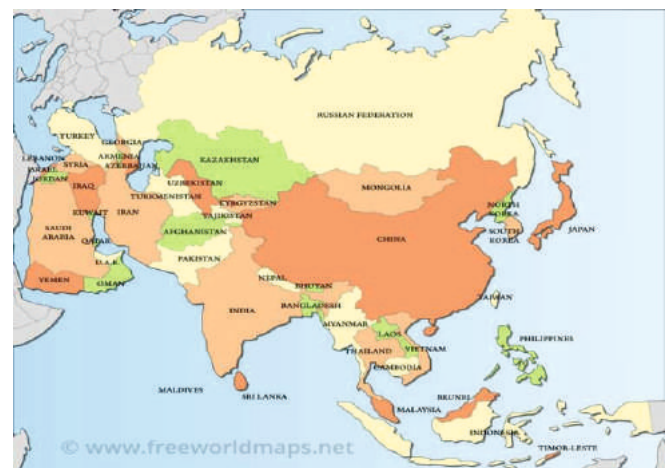 RUSSIAN FEDERATION
TURKEY
GEORGIA
ARMENIA
AZERBAIJAN
LEBANON
SYRIA
ISRAEL
JORDAN
IRAQ
KUWAIT
IRAN
SAUDI
ARABIA
QATAR
U.A.E.
YEMEN
OMAN
KAZAKHSTAN
UZBEKISTAN
TURKMENISTAN
KYRGYZSTAN
TAJIKISTAN
AFGHANISTAN
PAKISTAN
MONGOLIA
CHINA
NORTH
KOREA
SOUTH
KOREA
JAPAN
NEPAL
BHUTAN
INDIA
BANGLADESH
MYANMAR
LAOS
THAILAND
VIETNAM
CAMBODIA
TAIWAN
PHILIPPINES
MALDIVES
SRI LANKA
BRUNEI
MALAYSIA
INDONESIA
TIMOR-LESTE
© www.freeworldmaps.net